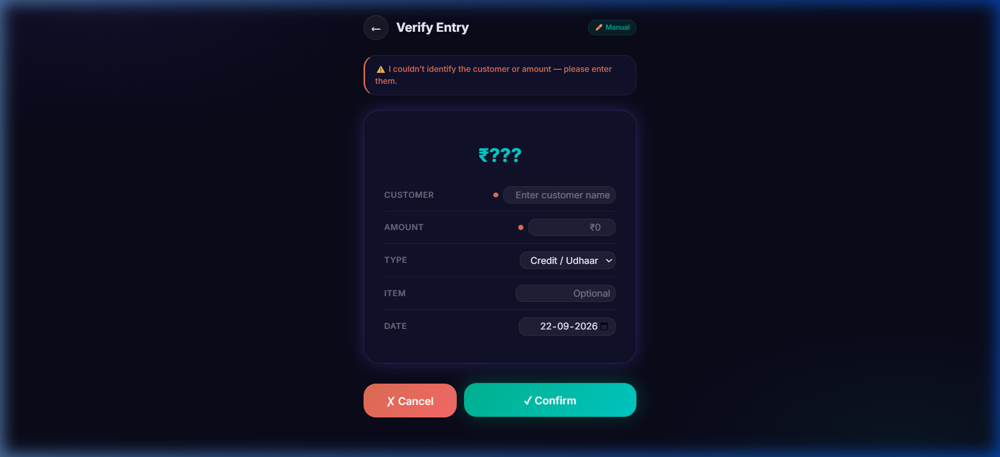 ← Verify Entry
Manual
⚠ I couldn't identify the customer or amount — please enter
them.
₹???
CUSTOMER Enter customer name
AMOUNT ₹0
TYPE Credit / Udhaar
ITEM Optional
DATE 22-09-2026
✗ Cancel
✓ Confirm